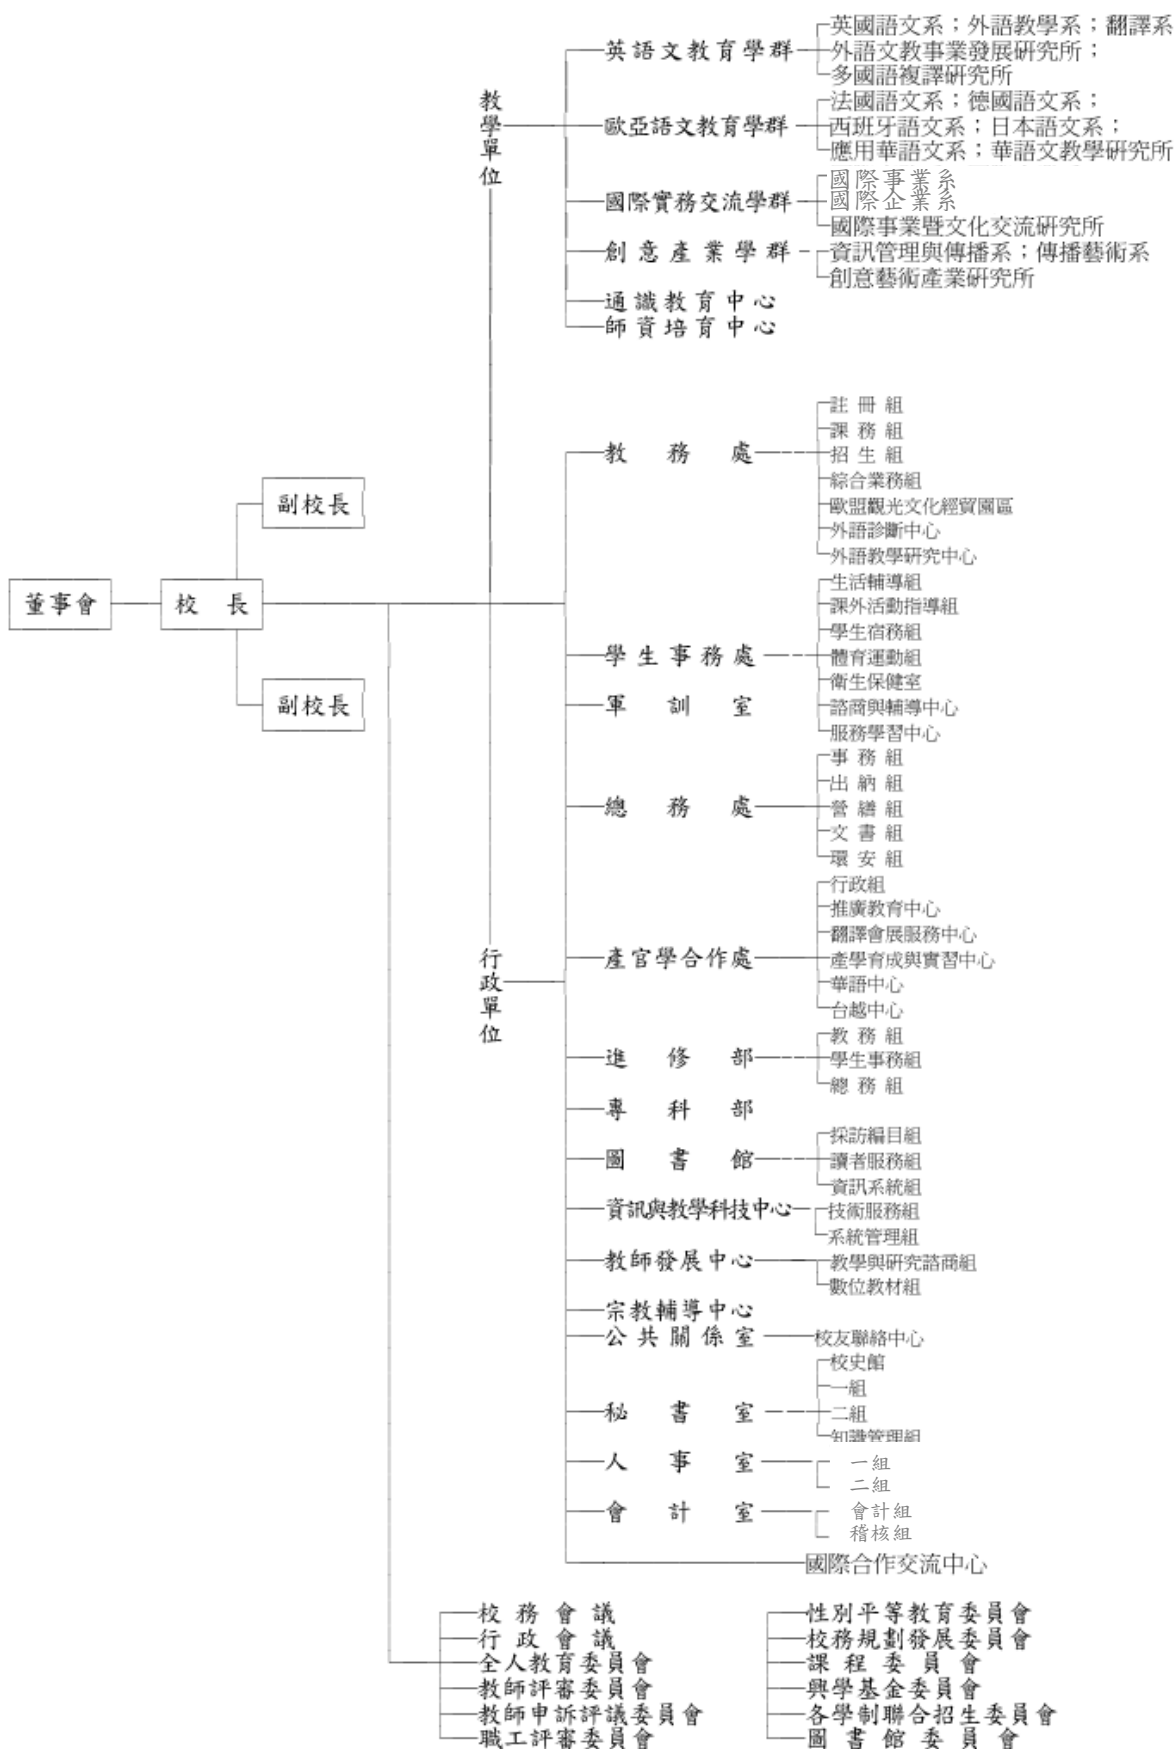 英國語文系；外語教學系；翻譯系
英語文教育學群
外語文教事業發展研究所；
多國語複譯研究所
教學單位
法國語文系；德國語文系；
歐亞語文教育學群
西班牙語文系；日本語文系；
應用華語文系；華語文教學研究所
國際事業系
國際實務交流學群
國際企業系
國際事業暨文化交流研究所
創意產業學群
資訊管理與傳播系；傳播藝術系
創意藝術產業研究所
通識教育中心
師資培育中心
教務處
註冊組
課務組
招生組
綜合業務組
歐盟觀光文化經貿園區
外語診斷中心
外語教學研究中心
副校長
董事會
校長
副校長
學生事務處
生活輔導組
課外活動指導組
學生宿務組
體育運動組
衛生保健室
諮商與輔導中心
服務學習中心
軍訓室
總務處
事務組
出納組
營繕組
文書組
環安組
行政單位
產官學合作處
行政組
推廣教育中心
翻譯會展服務中心
產學育成與實習中心
華語中心
台越中心
進修部
教務組
學生事務組
總務組
專科部
圖書館
採訪編目組
讀者服務組
資訊系統組
資訊與教學科技中心
技術服務組
系統管理組
教師發展中心
教學與研究諮商組
數位教材組
宗教輔導中心
公共關係室
校友聯絡中心
秘書室
校史館
一組
二組
知識管理組
人事室
一組
二組
會計室
會計組
稽核組
國際合作交流中心
校務會議
行政會議
全人教育委員會
教師評審委員會
教師申訴評議委員會
職工評審委員會
性別平等教育委員會
校務規劃發展委員會
課程委員會
興學基金委員會
各學制聯合招生委員會
圖書館委員會